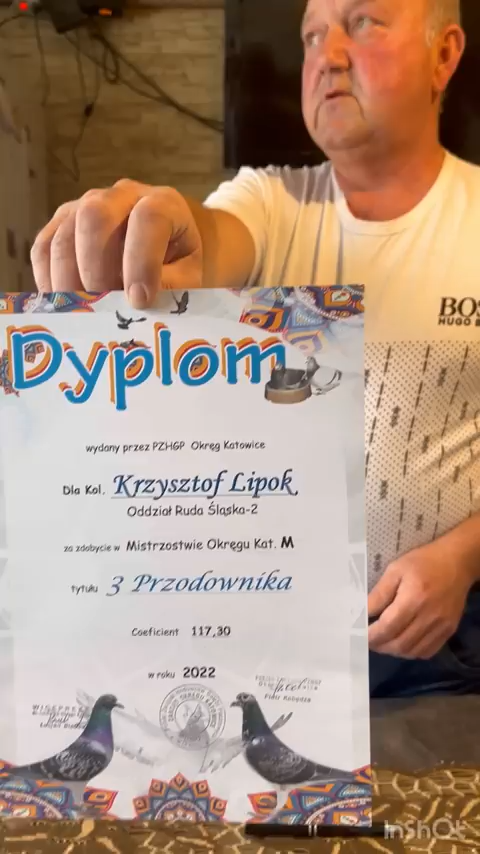 BOS
HUGO B
Dyplom
wydany przez PZHGP Okręg Katowice
Dla Kol. Krzysztof Lipok
Oddział Ruda Śląska-2
za zdobycie w Mistrzostwie Okręgu Kat. M
tytułu 3 Przodownika
Coeficient 117,30
w roku 2022
InShOt